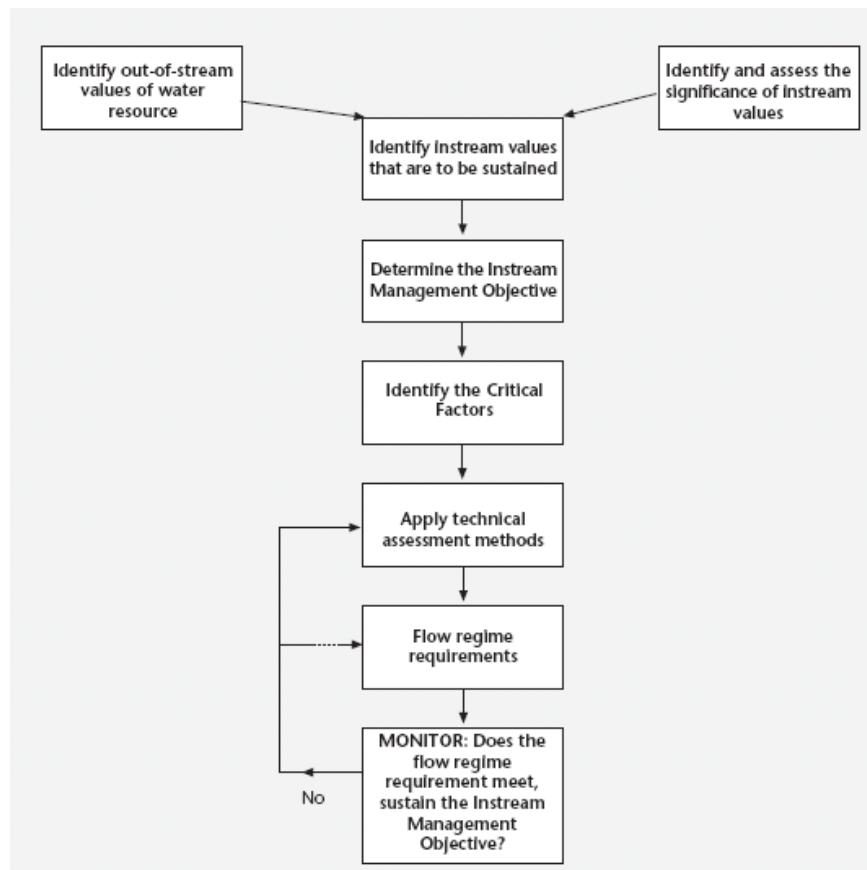 Identify out-of-stream
values of water
resource
Identify and assess the
significance of instream
values
Identify instream values
that are to be sustained
Determine the Instream
Management Objective
Identify the Critical
Factors
Apply technical
assessment methods
Flow regime
requirements
MONITOR: Does the
flow regime
requirement meet,
sustain the Instream
Management
Objective?
No